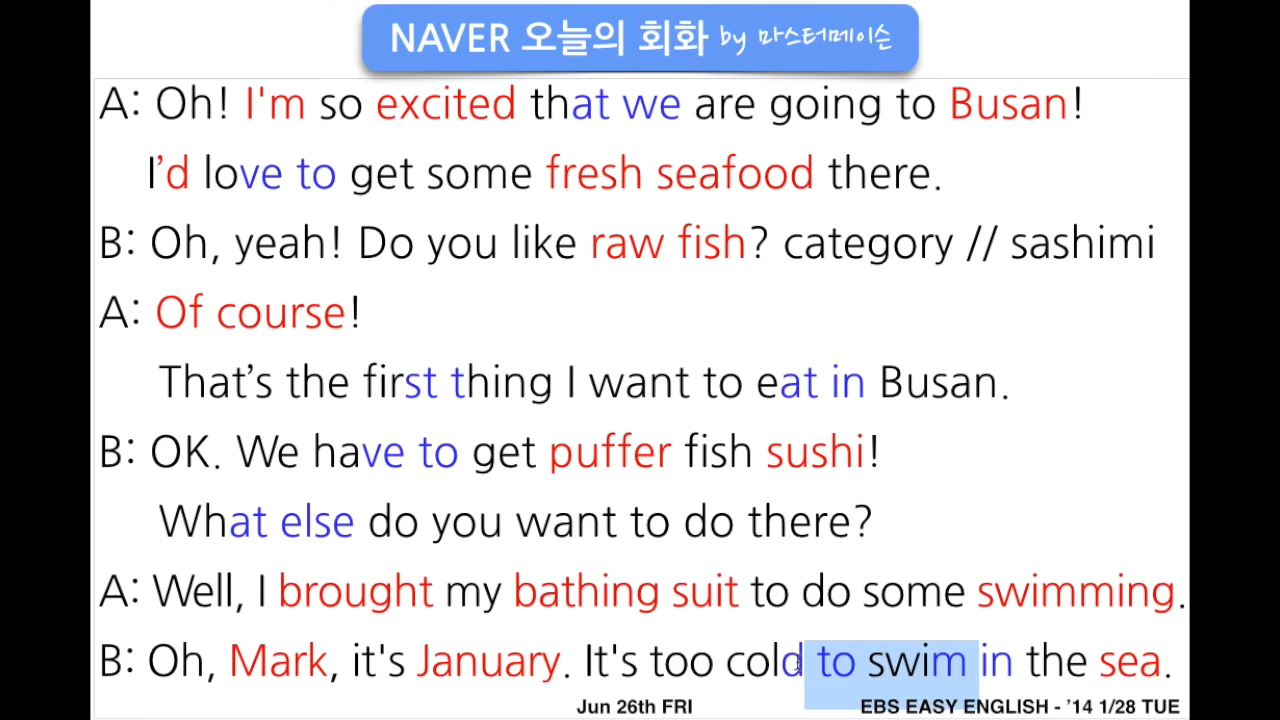 NAVER 오늘의 회화 by 마스터메이슨
A: Oh! I'm so excited that we are going to Busan!
I’d love to get some fresh seafood there.
B: Oh, yeah! Do you like raw fish? category // sashimi
A: Of course!
That’s the first thing I want to eat in Busan.
B: OK. We have to get puffer fish sushi!
What else do you want to do there?
A: Well, I brought my bathing suit to do some swimming.
B: Oh, Mark, it's January. It's too cold to swim in the sea.
Jun 26th FRI EBS EASY ENGLISH - ’14 1/28 TUE